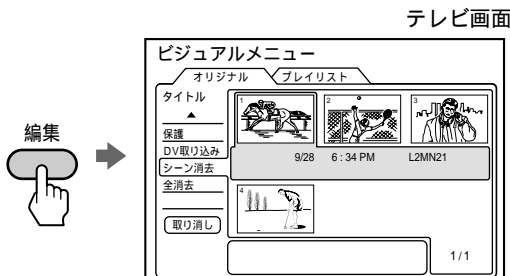 テレビ画面
ビジュアルメニュー
オリジナル プレイリスト
タイトル
▲
保護
DV取り込み
シーン消去
全消去
取り消し
編集
1 2 3
9/28 6:34 PM L2MN21
4
1/1